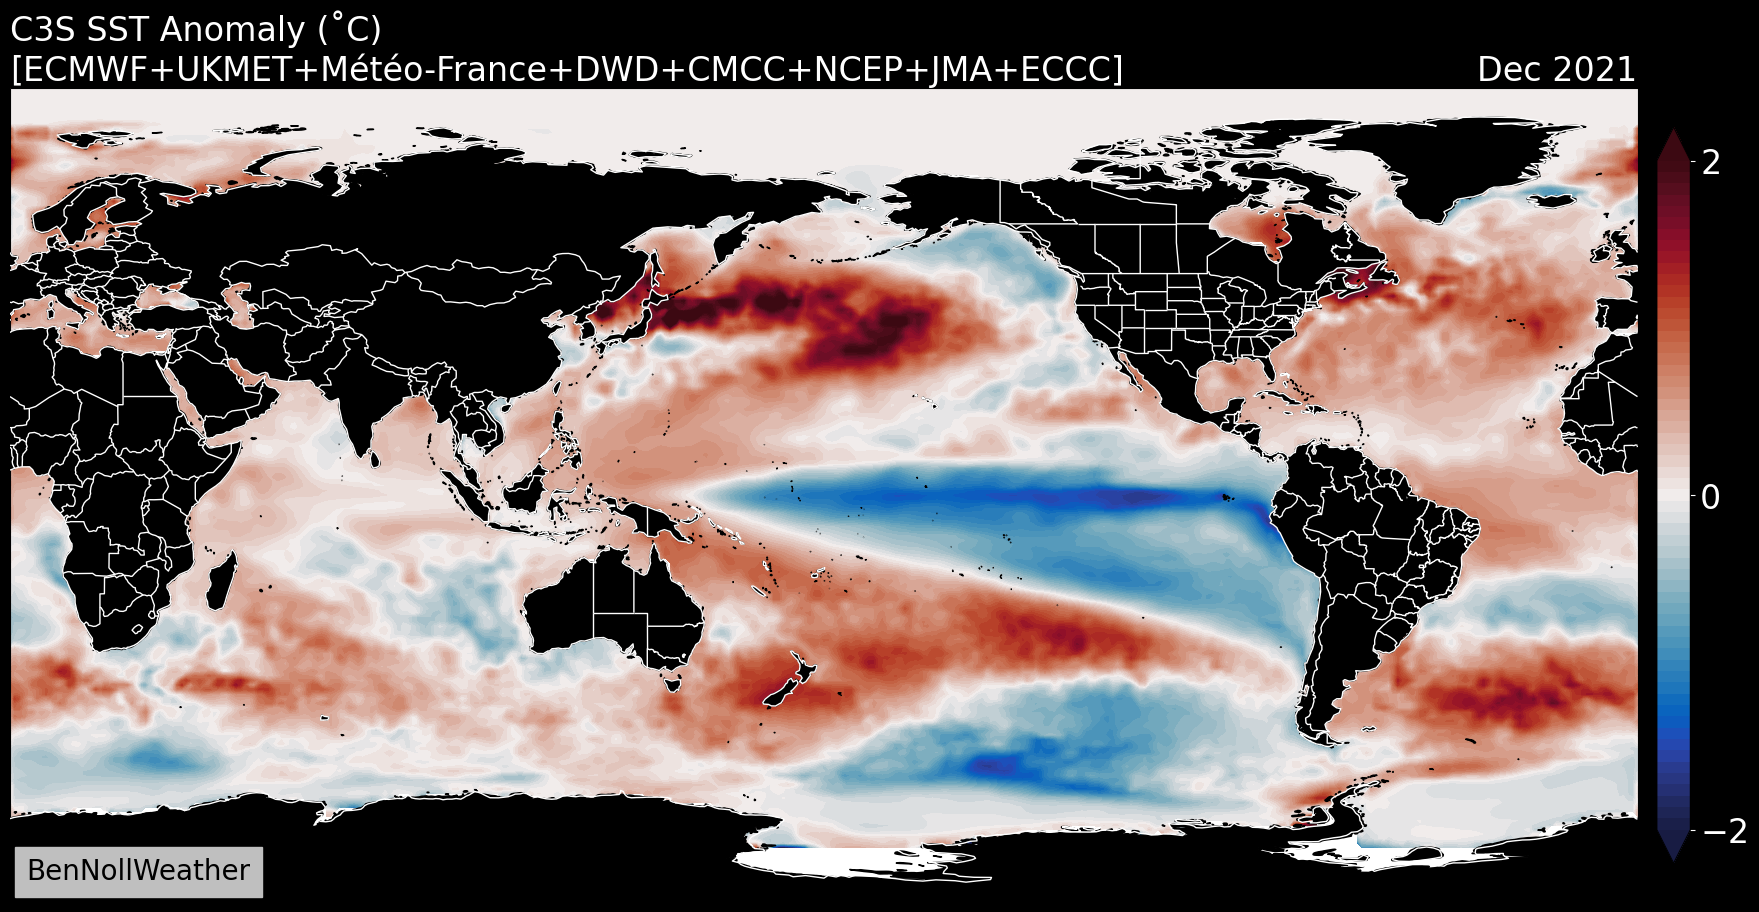 C3S SST Anomaly (˚C)
[ECMWF+UKMET+Météo-France+DWD+CMCC+NCEP+JMA+ECCC]
Dec 2021
2
0
−2
BenNollWeather